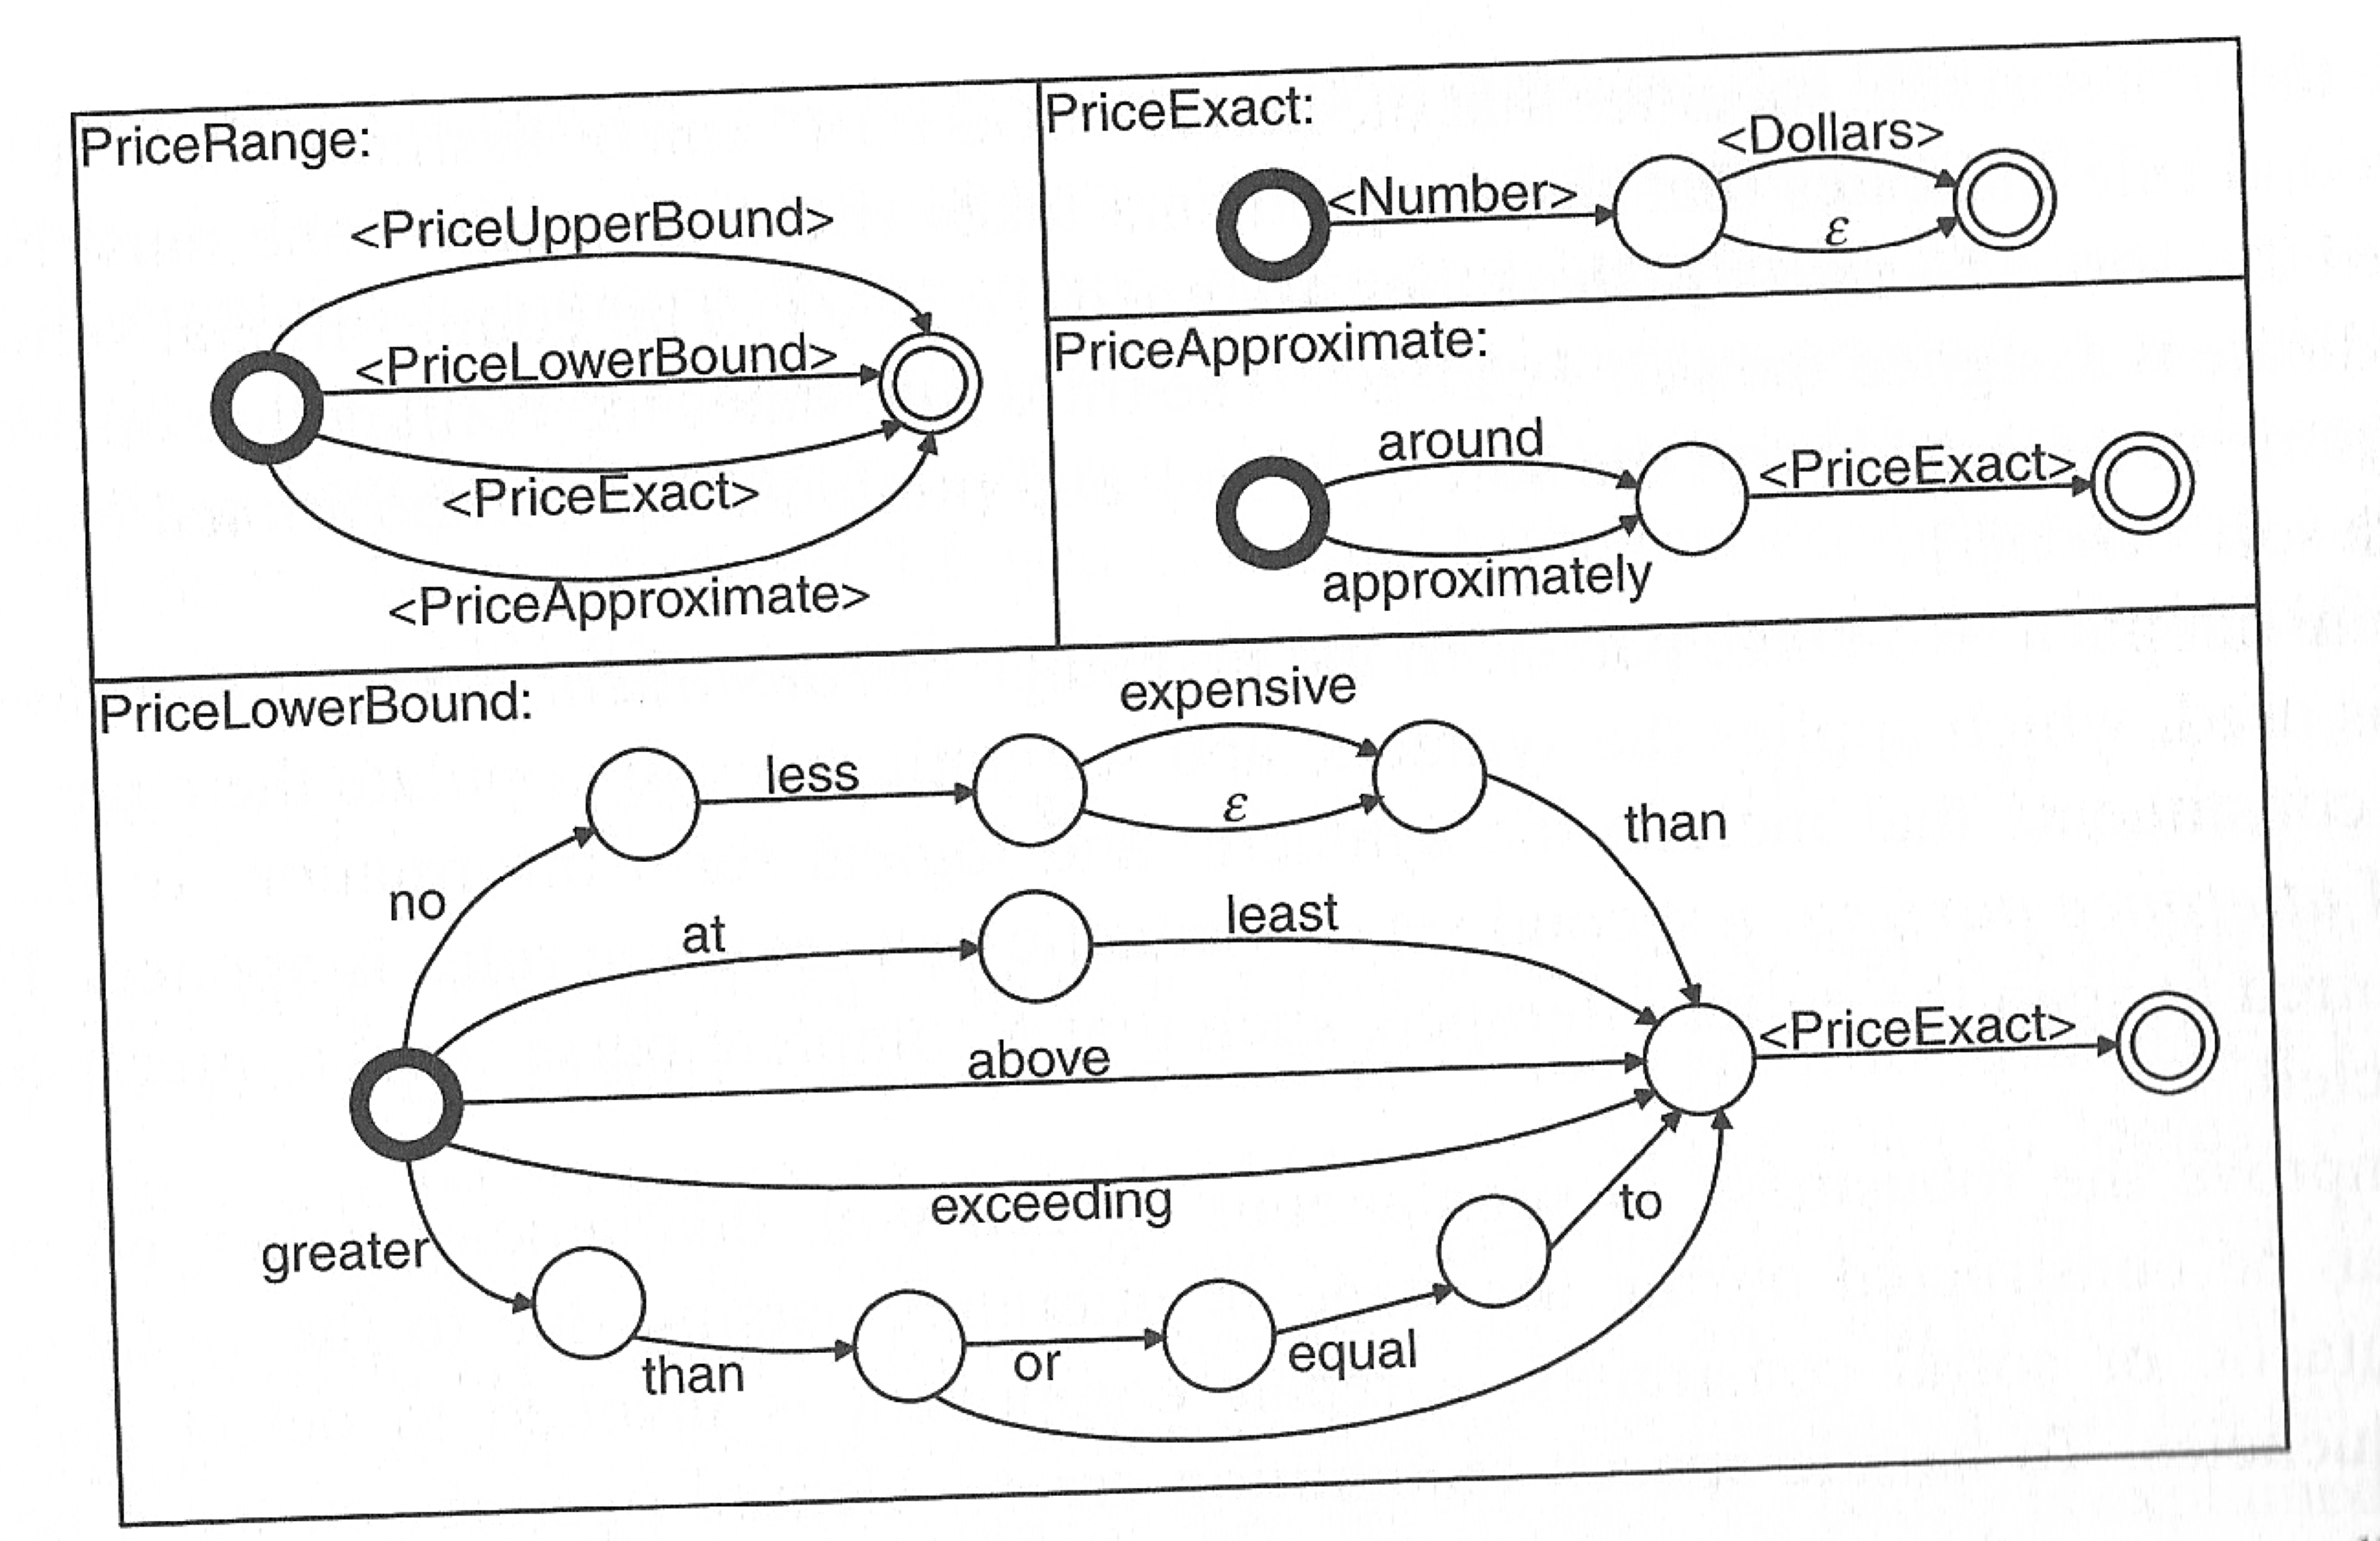 PriceRange:
<PriceUpperBound>
<PriceLowerBound>
<PriceExact>
<PriceApproximate>
PriceExact:
<Number>
<Dollars>
ε
PriceApproximate:
around
approximately
<PriceExact>
PriceLowerBound:
no
less
expensive
ε
than
at
least
above
<PriceExact>
exceeding
greater
than
or
equal
to